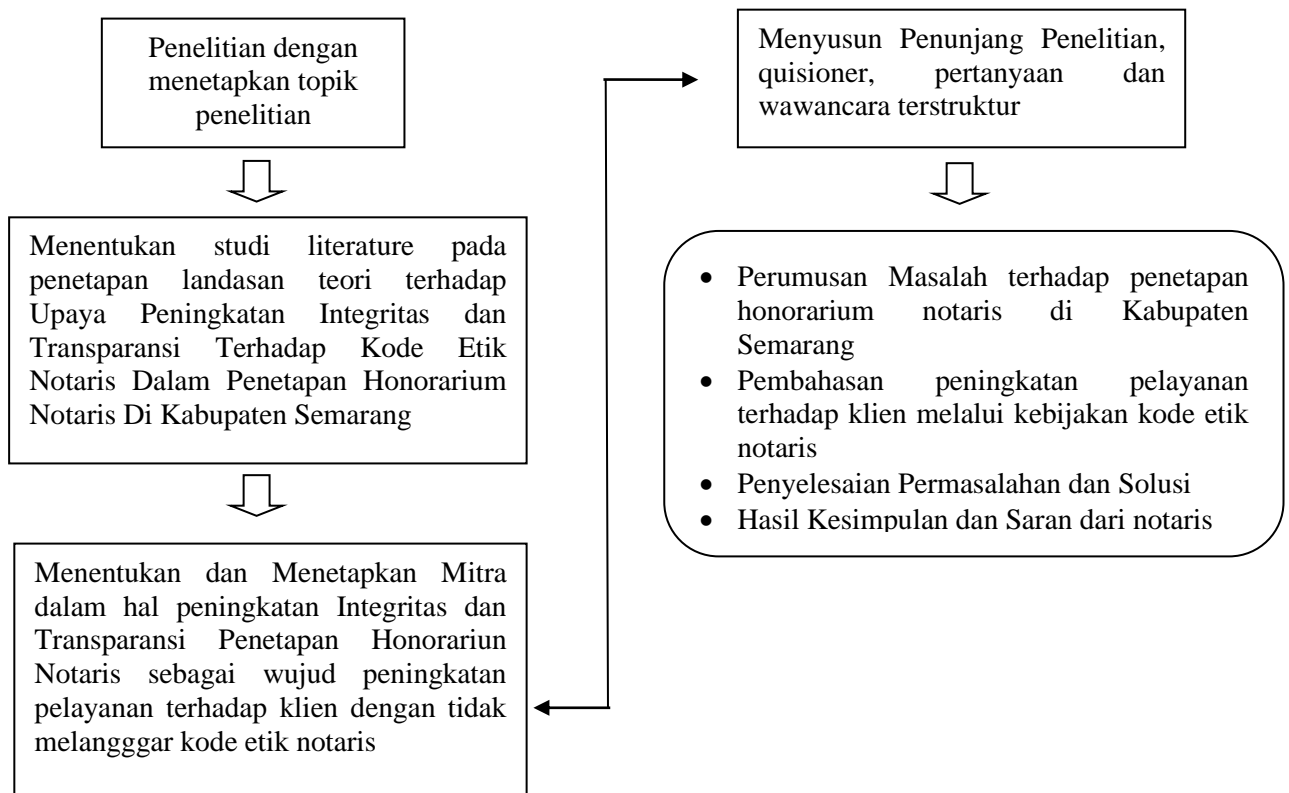 Penelitian dengan
menetapkan topik
penelitian
Menentukan studi literature pada
penetapan landasan teori terhadap
Upaya Peningkatan Integritas dan
Transparansi Terhadap Kode Etik
Notaris Dalam Penetapan Honorarium
Notaris Di Kabupaten Semarang
Menentukan dan Menetapkan Mitra
dalam hal peningkatan Integritas dan
Transparansi Penetapan Honorariun
Notaris sebagai wujud peningkatan
pelayanan terhadap klien dengan tidak
melangggar kode etik notaris
Menyusun Penunjang Penelitian,
quisioner, pertanyaan dan
wawancara terstruktur
• Perumusan Masalah terhadap penetapan
honorarium notaris di Kabupaten
Semarang
• Pembahasan peningkatan pelayanan
terhadap klien melalui kebijakan kode etik
notaris
• Penyelesaian Permasalahan dan Solusi
• Hasil Kesimpulan dan Saran dari notaris